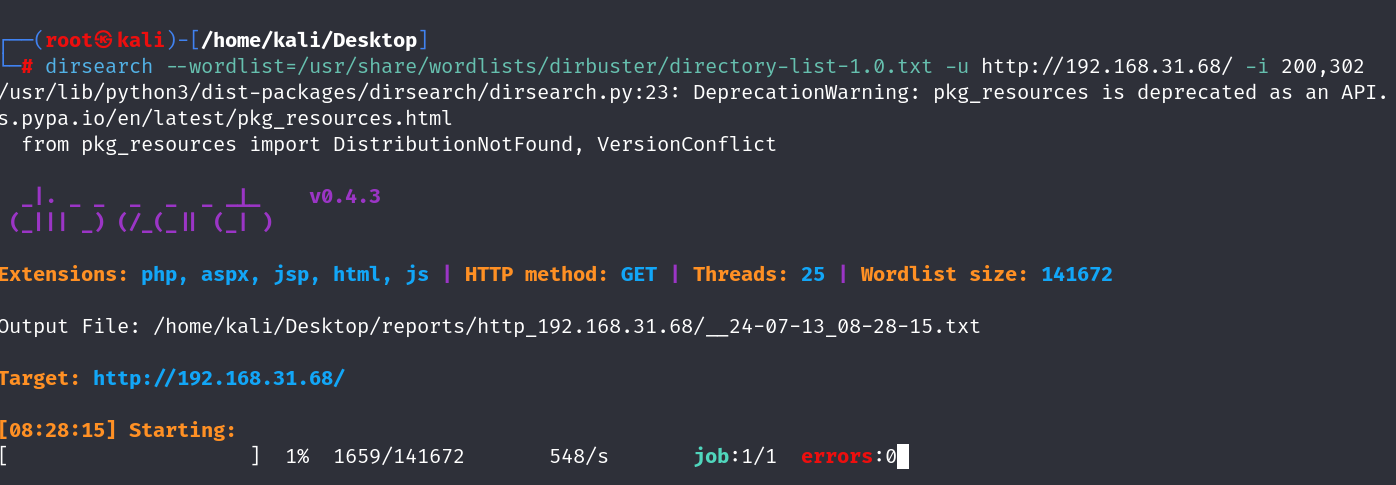 ┌──(root㉿kali)-[/home/kali/Desktop]
└─# dirsearch --wordlist=/usr/share/wordlists/dirbuster/directory-list-1.0.txt -u http://192.168.31.68/ -i 200,302
/usr/lib/python3/dist-packages/dirsearch/dirsearch.py:23: DeprecationWarning: pkg_resources is deprecated as an API.
s.pypa.io/en/latest/pkg_resources.html
  from pkg_resources import DistributionNotFound, VersionConflict
  _|. _ _  _  _  _ _|_    v0.4.3
 (_||| _) (/_(_|| (_| )
Extensions: php, aspx, jsp, html, js | HTTP method: GET | Threads: 25 | Wordlist size: 141672
Output File: /home/kali/Desktop/reports/http_192.168.31.68/__24-07-13_08-28-15.txt
Target: http://192.168.31.68/
[08:28:15] Starting:
[                    ]  1%  1659/141672       548/s       job:1/1  errors:0